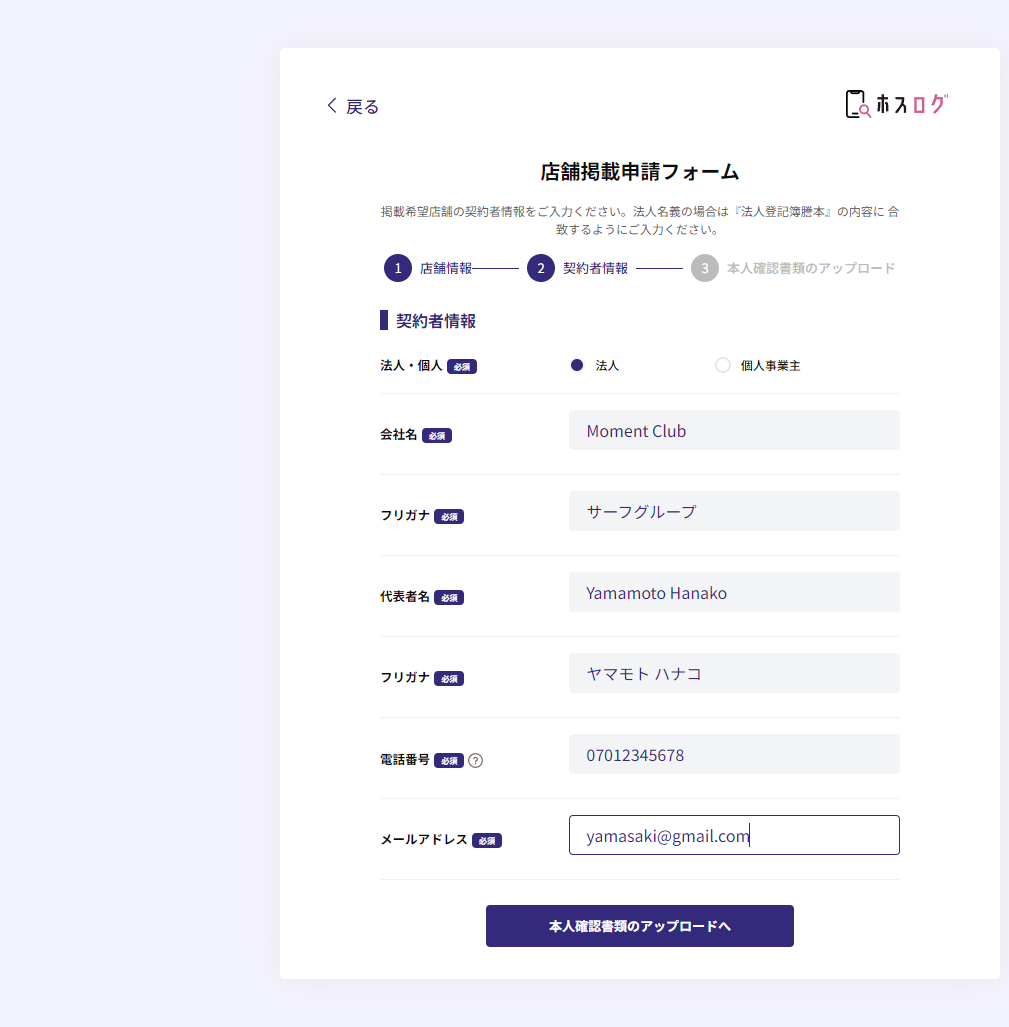 戻る
ホスログ
店舗掲載申請フォーム
掲載希望店舗の契約者情報をご入力ください。法人名義の場合は『法人登記簿謄本』の内容に 合
致するようにご入力ください。
1 店舗情報 2 契約者情報 3 本人確認書類のアップロード
契約者情報
法人・個人 必須 法人 個人事業主
会社名 必須 Moment Club
フリガナ 必須 サーフグループ
代表者名 必須 Yamamoto Hanako
フリガナ 必須 ヤマモト ハナコ
電話番号 必須 ? 07012345678
メールアドレス 必須 yamasaki@gmail.com
本人確認書類のアップロードへ